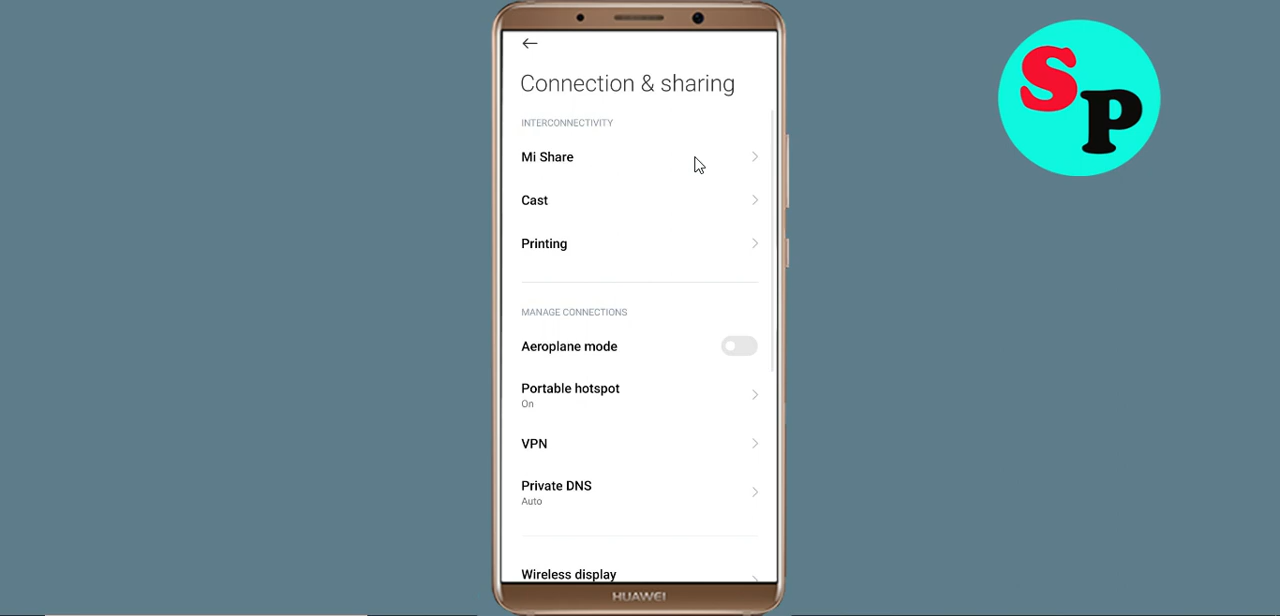 SP
Connection & sharing
INTERCONNECTIVITY
Mi Share
Cast
Printing
MANAGE CONNECTIONS
Aeroplane mode
Portable hotspot
On
VPN
Private DNS
Auto
Wireless display
HUAWEI